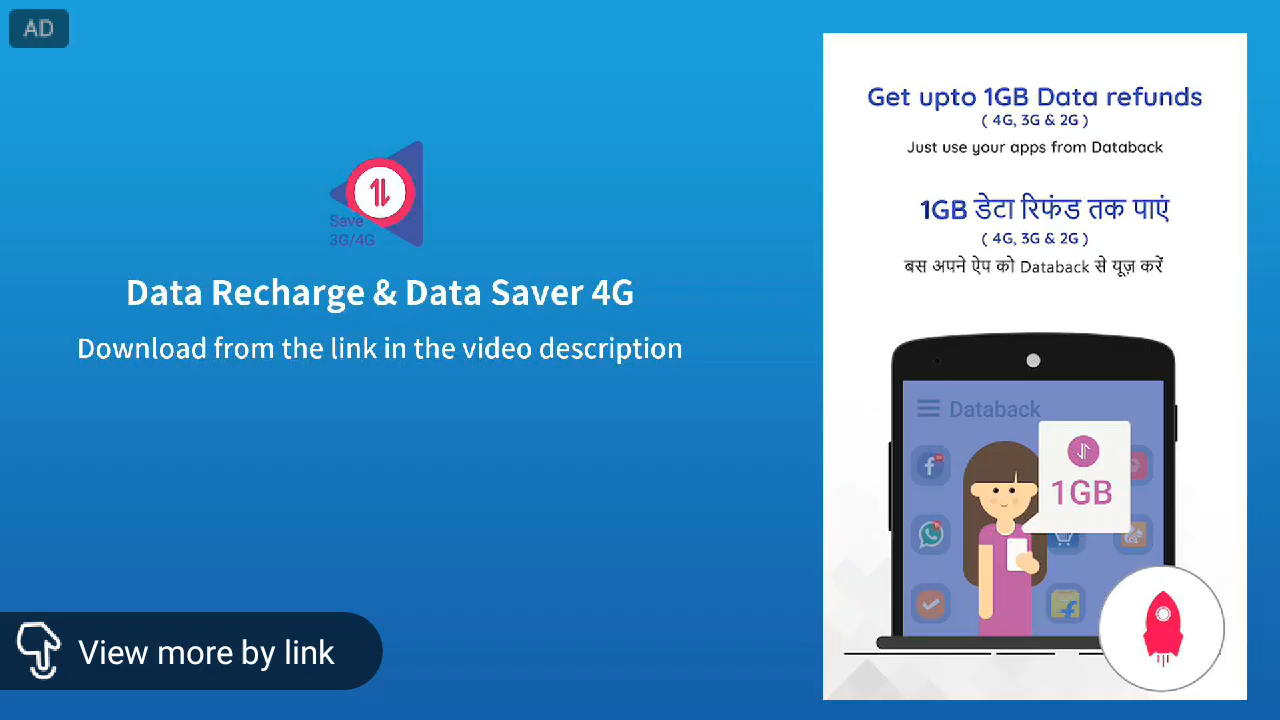 AD
Save
3G/4G
Data Recharge & Data Saver 4G
Download from the link in the video description
View more by link
Get upto 1GB Data refunds
( 4G, 3G & 2G )
Just use your apps from Databack
1GB डेटा रिफंड तक पाएं
( 4G, 3G & 2G )
बस अपने ऐप को Databack से यूज़ करें
Databack
1GB